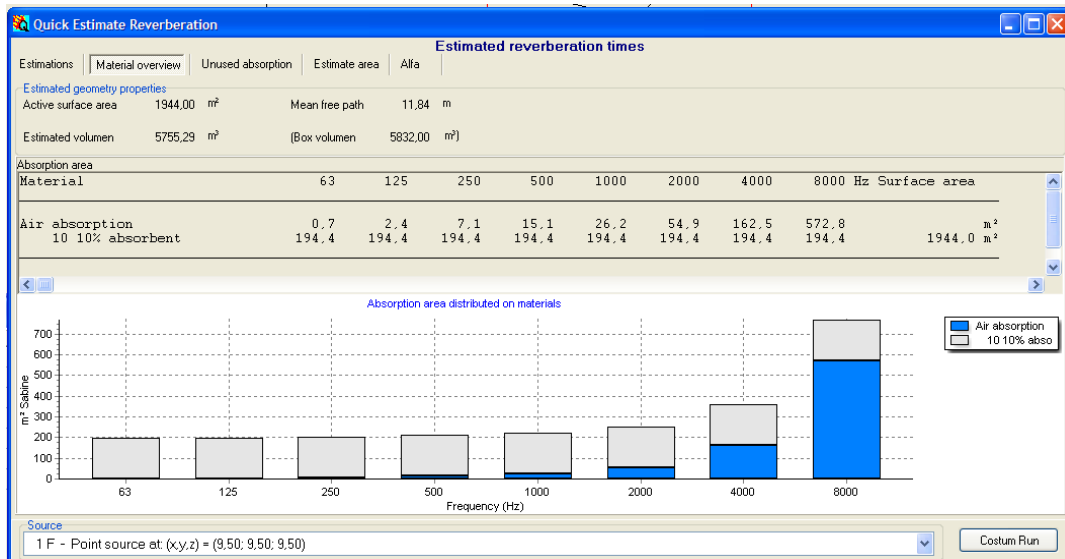 Quick Estimate Reverberation
Estimated reverberation times
Estimations Material overview Unused absorption Estimate area Alfa
Estimated geometry properties
Active surface area 1944,00 m² Mean free path 11,84 m
Estimated volumen 5755,29 m³ (Box volumen 5832,00 m³)
Absorption area
Material 63 125 250 500 1000 2000 4000 8000 Hz Surface area
Air absorption 0,7 2,4 7,1 15,1 26,2 54,9 162,5 572,8 m²
10 10% absorbent 194,4 194,4 194,4 194,4 194,4 194,4 194,4 194,4 1944,0 m²
Absorption area distributed on materials
700
600
500
400
300
200
100
0
m² Sabine
63 125 250 500 1000 2000 4000 8000
Frequency (Hz)
Air absorption
10 10% abso
Source
1 F - Point source at: (x,y,z) = (9,50; 9,50; 9,50)
Costum Run